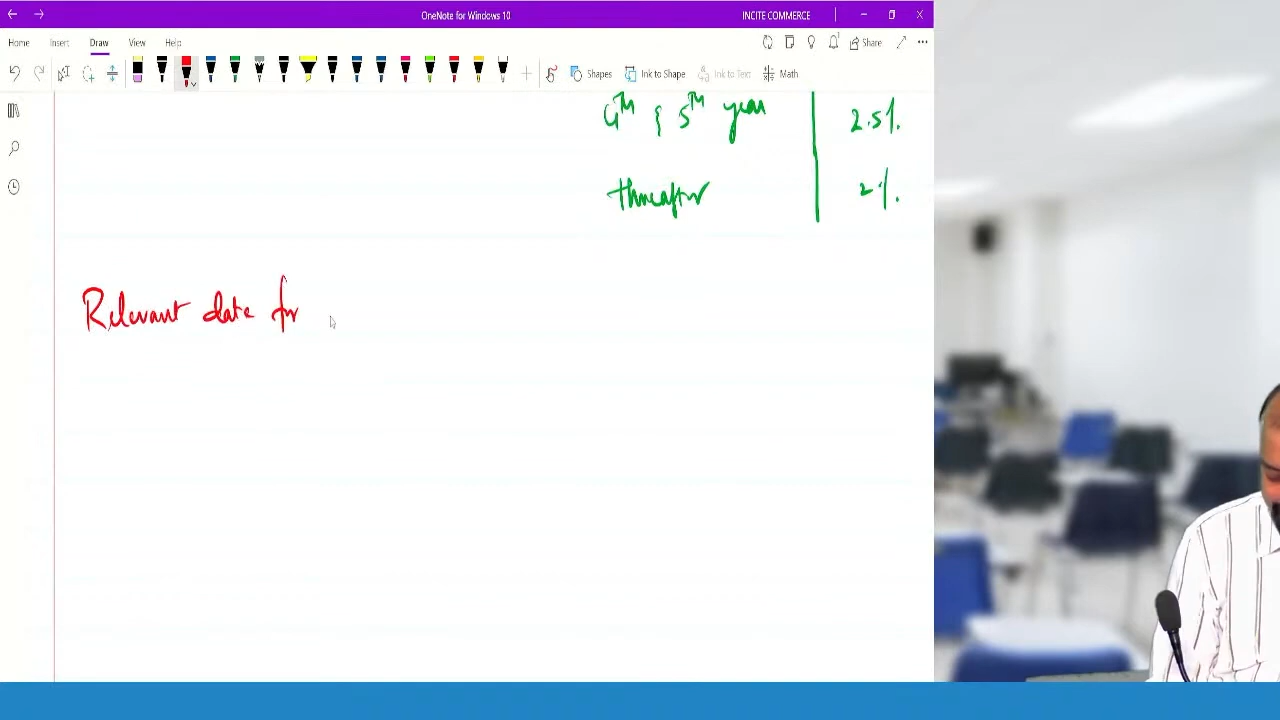 OneNote for Windows 10
INCITE COMMERCE
Home Insert Draw View Help
Share
Shapes Ink to Shape Ink to Text Math
4th & 5th year 2.5%.
threafter 2%.
Relevant date for